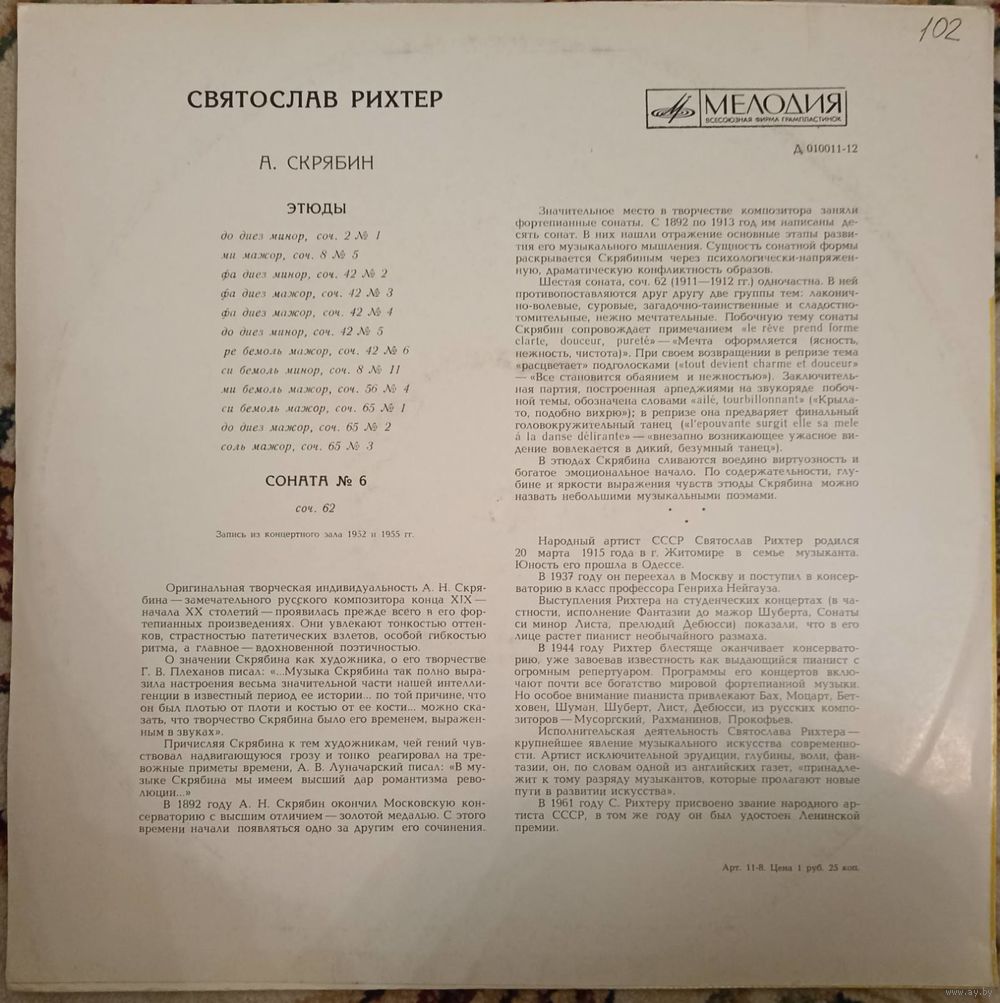 102
СВЯТОСЛАВ РИХТЕР
МЕЛОДИЯ
ВСЕСОЮЗНАЯ ФИРМА ГРАМПЛАСТИНОК
Д 010011-12
А. СКРЯБИН
ЭТЮДЫ
до диез минор, соч. 2 № 1
ми мажор, соч. 8 № 5
фа диез минор, соч. 42 № 2
фа диез мажор, соч. 42 № 3
фа диез мажор, соч. 42 № 4
до диез минор, соч. 42 № 5
ре бемоль мажор, соч. 42 № 6
си бемоль минор, соч. 8 № 11
ми бемоль мажор, соч. 56 № 4
си бемоль мажор, соч. 65 № 1
до диез мажор, соч. 65 № 2
соль мажор, соч. 65 № 3
СОНАТА № 6
соч. 62
Запись из концертного зала 1952 и 1955 гг.
Оригинальная творческая индивидуальность А. Н. Скря-
бина — замечательного русского композитора конца XIX —
начала XX столетий — проявилась прежде всего в его фор-
тепианных произведениях. Они увлекают тонкостью оттен-
ков, страстностью патетических взлетов, особой гибкостью
ритма, а главное — вдохновенной поэтичностью.
О значении Скрябина как художника, о его творчестве
Г. В. Плеханов писал: «...Музыка Скрябина так полно выра-
зила настроения весьма значительной части нашей интелли-
генции в известный период ее истории... по той причине, что
он был плотью от плоти и костью от ее кости... можно ска-
зать, что творчество Скрябина было его временем, выражен-
ным в звуках».
Причисляя Скрябина к тем художникам, чей гений чув-
ствовал надвигающуюся грозу и тонко реагировал на тре-
вожные приметы времени, А. В. Луначарский писал: «В му-
зыке Скрябина мы имеем высший дар романтизма рево-
люции...»
В 1892 году А. Н. Скрябин окончил Московскую кон-
серваторию с высшим отличием — золотой медалью. С этого
времени начали появляться одно за другим его сочинения.
Значительное место в творчестве композитора заняли
фортепианные сонаты. С 1892 по 1913 год им написаны де-
сять сонат. В них нашли отражение основные этапы разви-
тия его музыкального мышления. Сущность сонатной формы
раскрывается Скрябиным через психологически-напряжен-
ную, драматическую конфликтность образов.
Шестая соната, соч. 62 (1911—1912 гг.) одночастна. В ней
противопоставляются друг другу две группы тем: лаконич-
но-волевые, суровые, загадочно-таинственные и сладостно-
томительные, нежно мечтательные. Побочную тему сонаты
Скрябин сопровождает примечанием «le rêve prend forme
clarte, douceur, pureté» — «Мечта оформляется (ясность,
нежность, чистота)». При своем возвращении в репризе тема
«расцветает» подголосками («tout devient charme et douceur»
— «Все становится обаянием и нежностью»). Заключитель-
ная партия, построенная арпеджиями на звукоряде побоч-
ной темы, обозначена словами «ailé, tourbillonnant» («Крыла-
то, подобно вихрю»); в репризе она предваряет финальный
головокружительный танец («l'epouvante surgit elle sa mele
à la danse délirante» — «внезапно возникающее ужасное ви-
дение вовлекается в дикий, безумный танец»).
В этюдах Скрябина сливаются воедино виртуозность и
богатое эмоциональное начало. По содержательности, глу-
бине и яркости выражения чувств этюды Скрябина можно
назвать небольшими музыкальными поэмами.
* *
*
Народный артист СССР Святослав Рихтер родился
20 марта 1915 года в г. Житомире в семье музыканта.
Юность его прошла в Одессе.
В 1937 году он переехал в Москву и поступил в консер-
ваторию в класс профессора Генриха Нейгауза.
Выступления Рихтера на студенческих концертах (в ча-
стности, исполнение Фантазии до мажор Шуберта, Сонаты
си минор Листа, прелюдий Дебюсси) показали, что в его
лице растет пианист необычайного размаха.
В 1944 году Рихтер блестяще оканчивает консервато-
рию, уже завоевав известность как выдающийся пианист с
огромным репертуаром. Программы его концертов вклю-
чают почти все богатство мировой фортепианной музыки.
Но особое внимание пианиста привлекают Бах, Моцарт, Бет-
ховен, Шуман, Шуберт, Лист, Дебюсси, из русских компо-
зиторов — Мусоргский, Рахманинов, Прокофьев.
Исполнительская деятельность Святослава Рихтера —
крупнейшее явление музыкального искусства современно-
сти. Артист исключительной эрудиции, глубины, воли, фан-
тазии, он, по словам одной из английских газет, «принадле-
жит к тому разряду музыкантов, которые пролагают новые
пути в развитии искусства».
В 1961 году С. Рихтеру присвоено звание народного ар-
тиста СССР, в том же году он был удостоен Ленинской
премии.
Арт. 11-8. Цена 1 руб. 25 коп.
www.ay.by